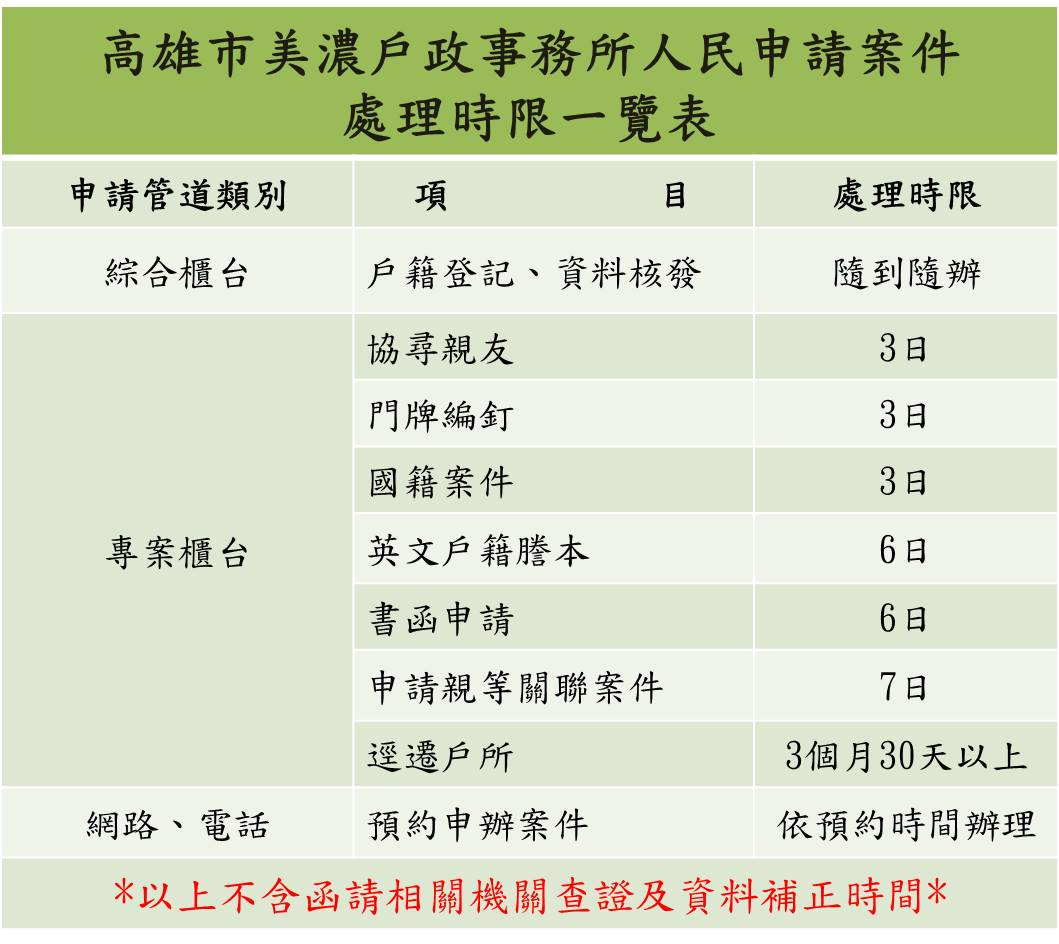 高雄市美濃戶政事務所人民申請案件
處理時限一覽表
申請管道類別 項目 處理時限
綜合櫃台 戶籍登記、資料核發 隨到隨辦
協尋親友 3日
門牌編釘 3日
國籍案件 3日
專案櫃台 英文戶籍謄本 6日
書函申請 6日
申請親等關聯案件 7日
逕遷戶所 3個月30天以上
網路、電話 預約申辦案件 依預約時間辦理
*以上不含函請相關機關查證及資料補正時間*